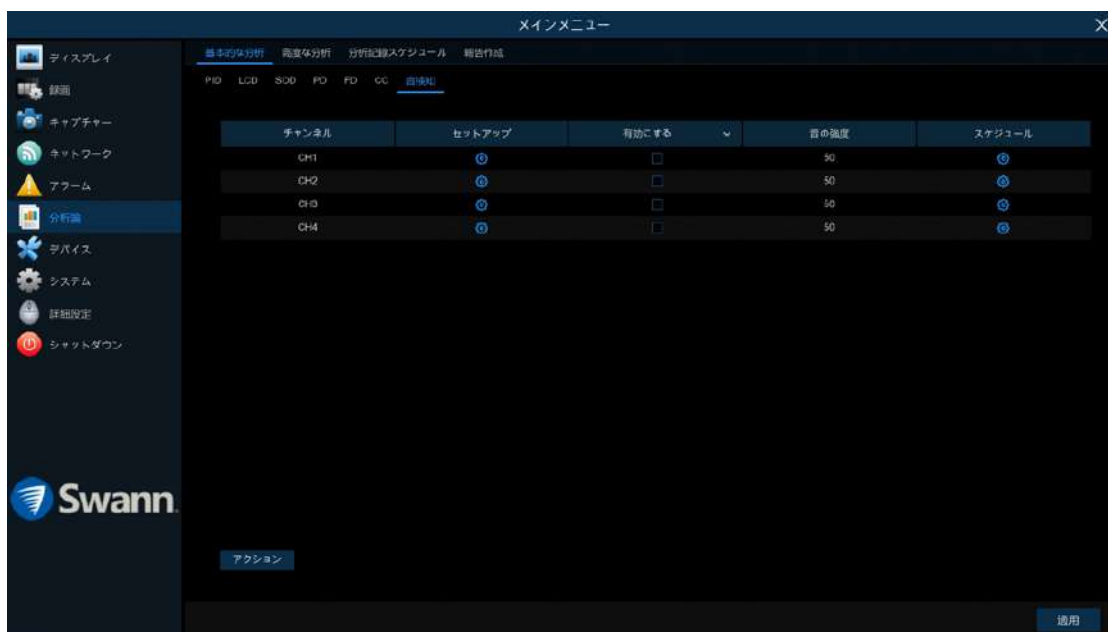 メインメニュー X
ディスプレイ
録画
キャプチャー
ネットワーク
アラーム
分析論
デバイス
システム
詳細設定
シャットダウン
Swann
基本的な分析 高度な分析 分析記録スケジュール 報告作成
PID LCD SOD PD FD CC 音検知
チャンネル セットアップ 有効にする 音の強度 スケジュール
CH1 50
CH2 50
CH3 50
CH4 50
アクション
適用